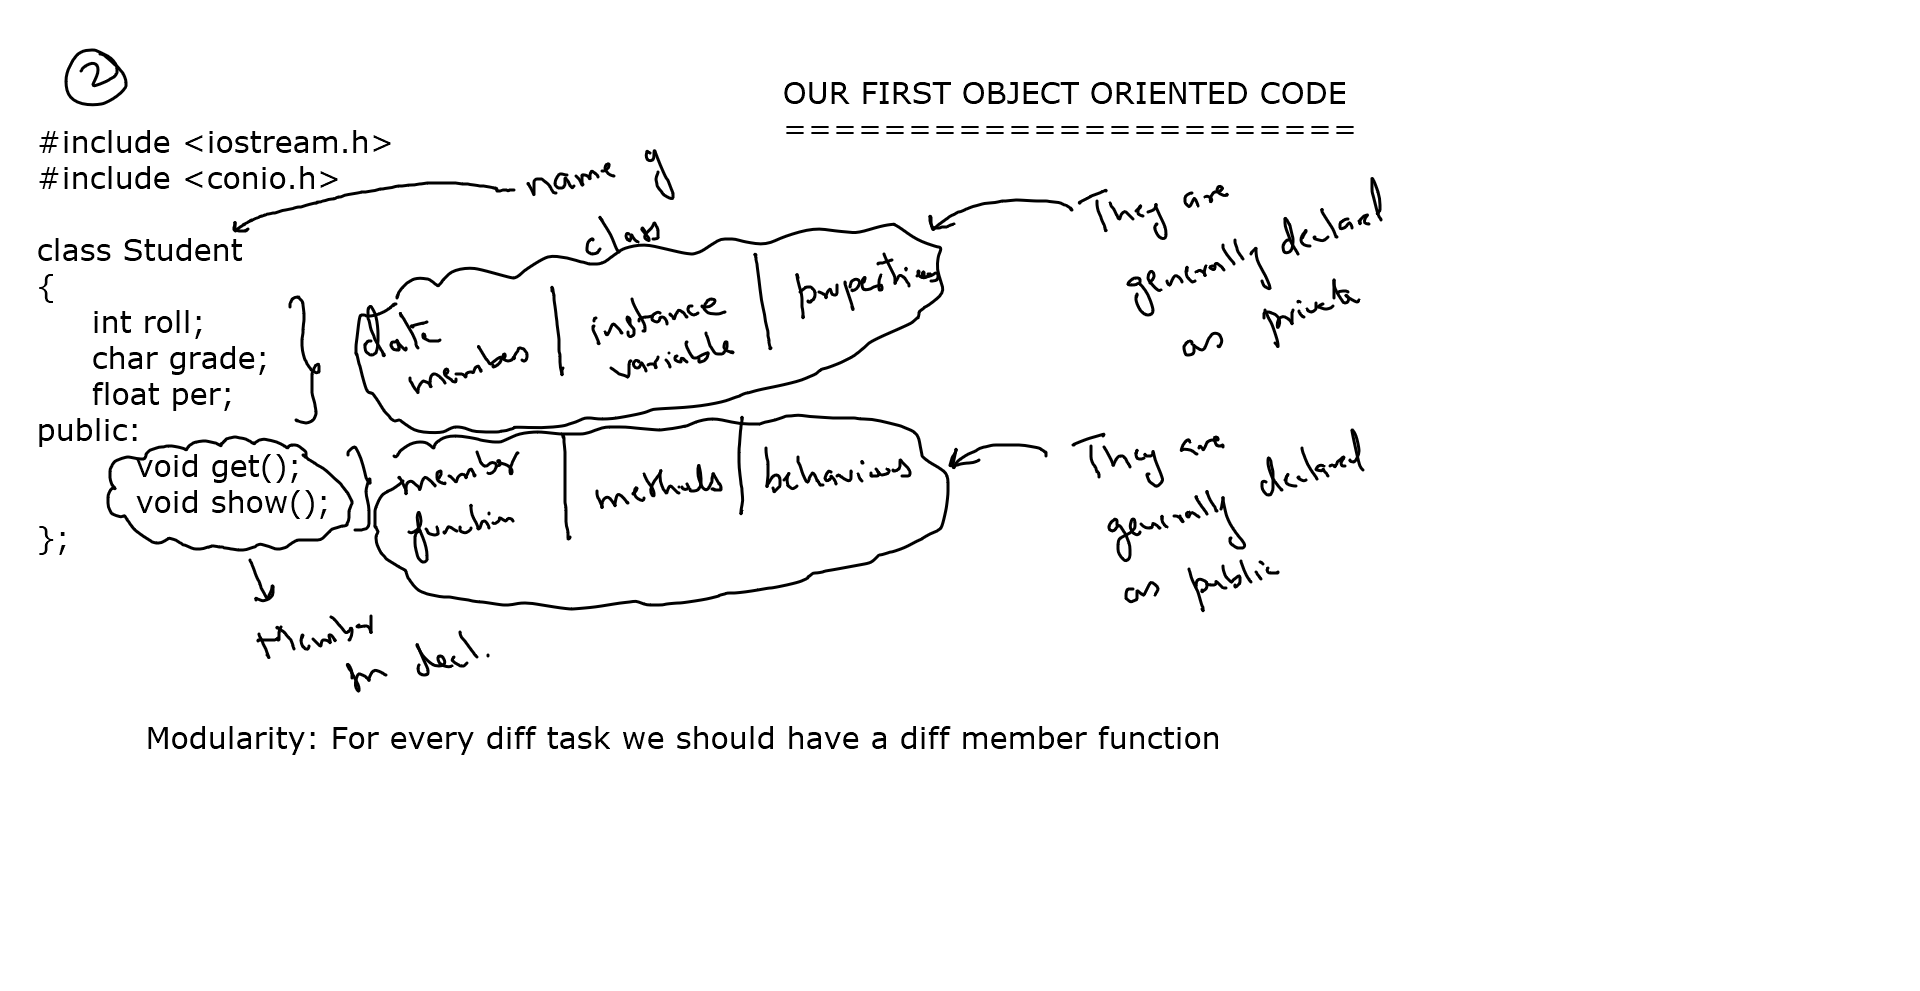 2
OUR FIRST OBJECT ORIENTED CODE
=======================
#include <iostream.h>
#include <conio.h>
name of
class
class Student
{
int roll;
char grade;
float per;
public:
void get();
void show();
};
data
members
instance
variable
properties
They are
generally declared
as private
member
function
methods
behaviours
They are
generally declared
as public
Member
fn decl.
Modularity: For every diff task we should have a diff member function